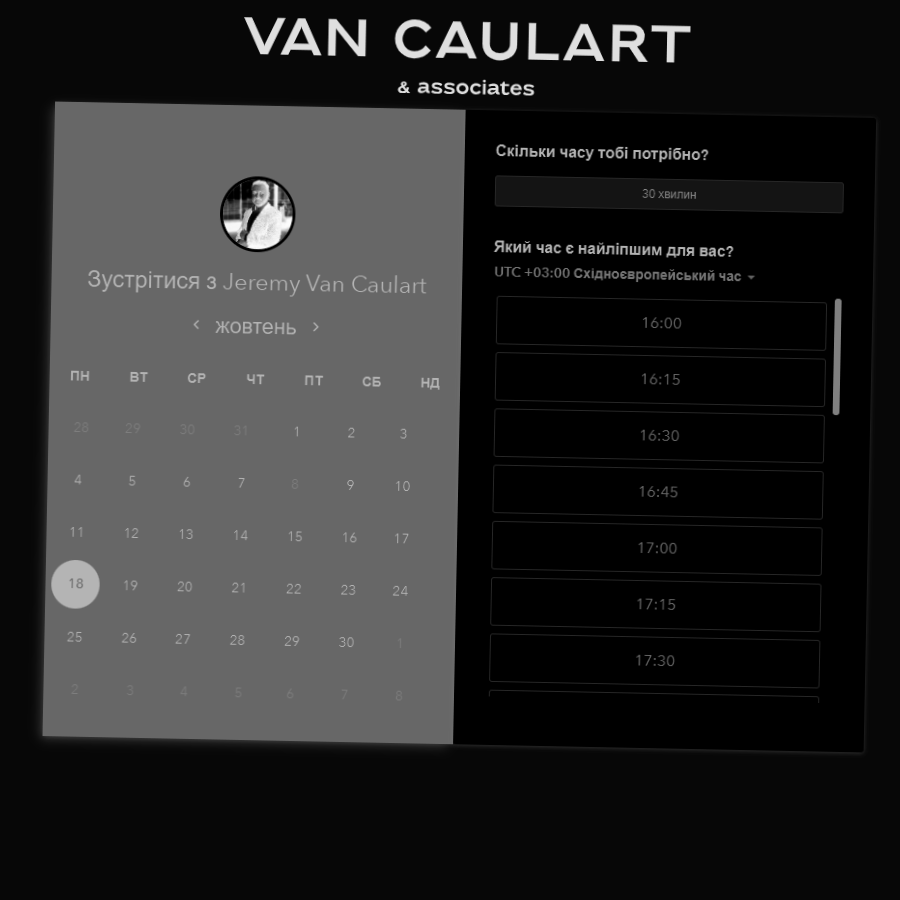 VAN CAULART
& associates
Зустрітися з Jeremy Van Caulart
жовтень
ПН ВТ СР ЧТ ПТ СБ НД
28 29 30 31 1 2 3
4 5 6 7 8 9 10
11 12 13 14 15 16 17
18 19 20 21 22 23 24
25 26 27 28 29 30 1
2 3 4 5 6 7 8
Скільки часу тобі потрібно?
30 хвилин
Який час є найліпшим для вас?
UTC +03:00 Східноєвропейський час
16:00
16:15
16:30
16:45
17:00
17:15
17:30